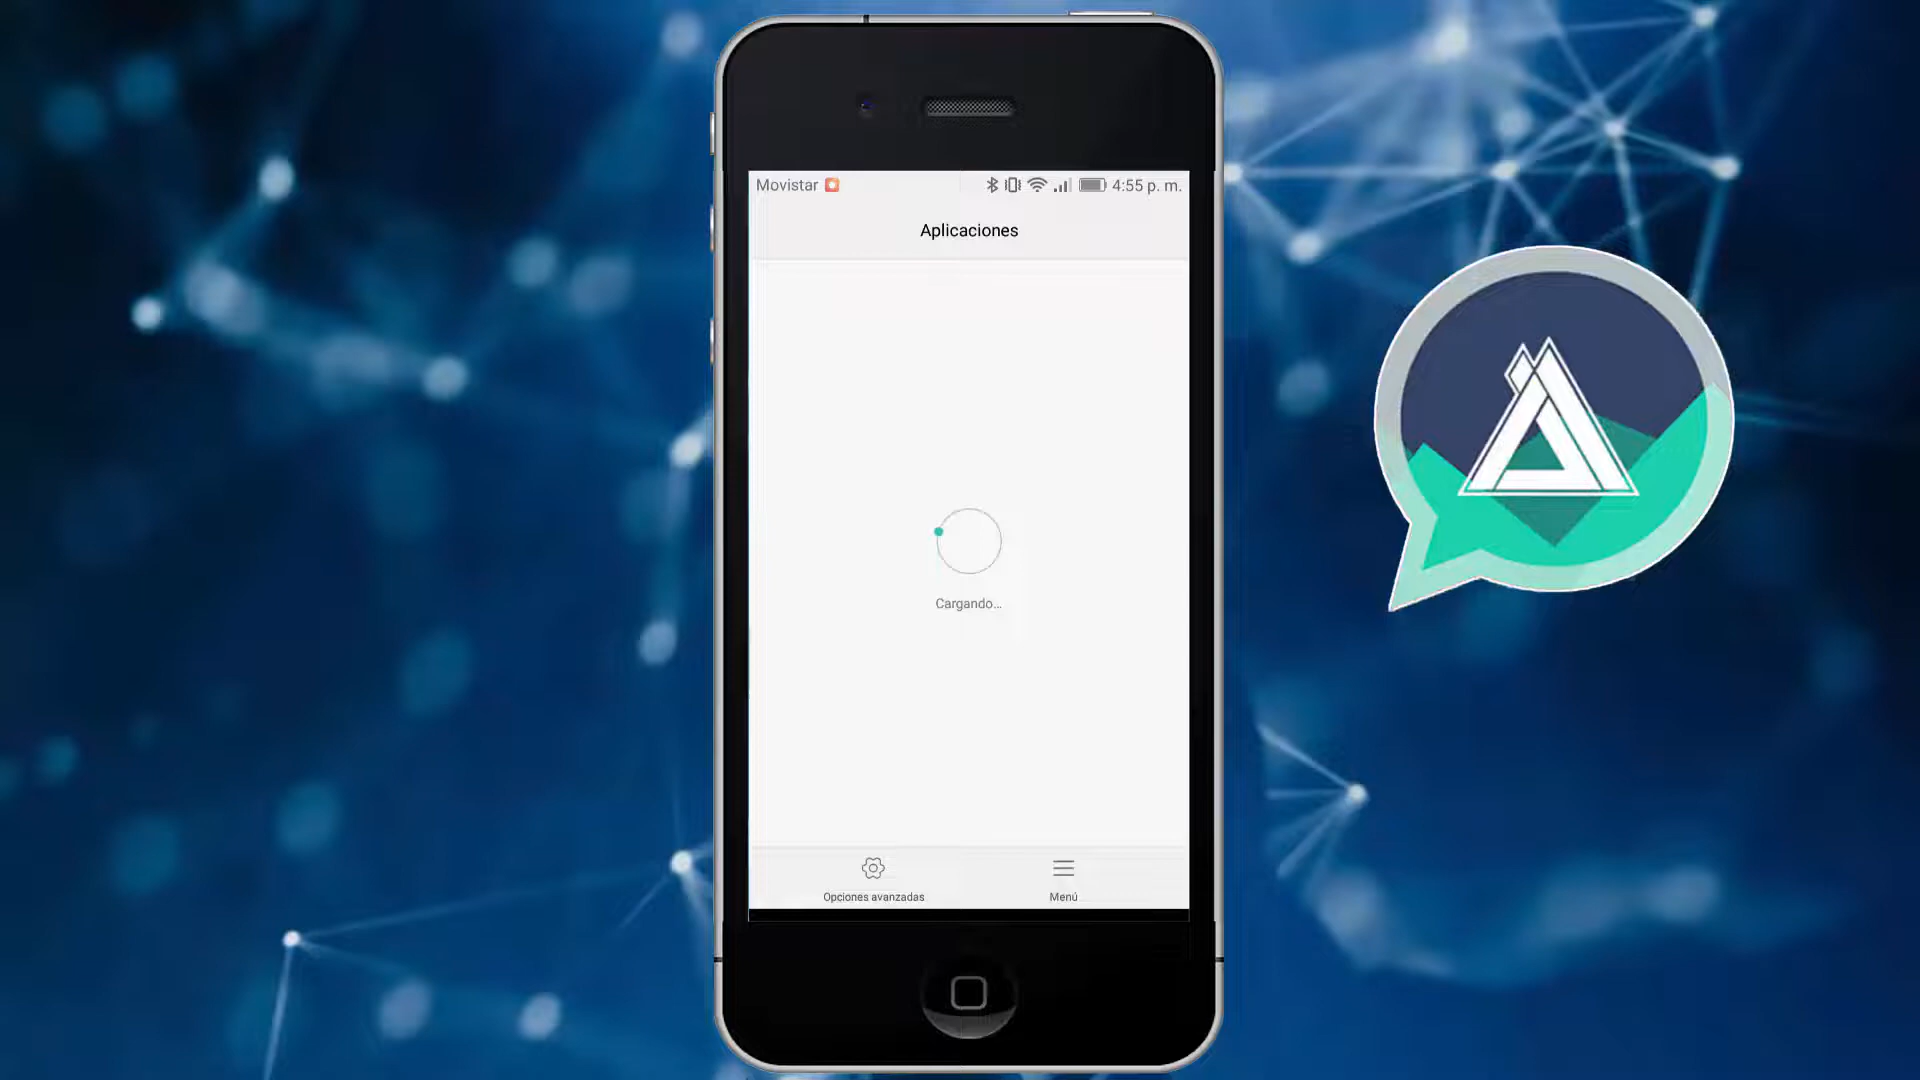 Movistar 4:55 p. m.
Aplicaciones
Cargando...
Opciones avanzadas Menú